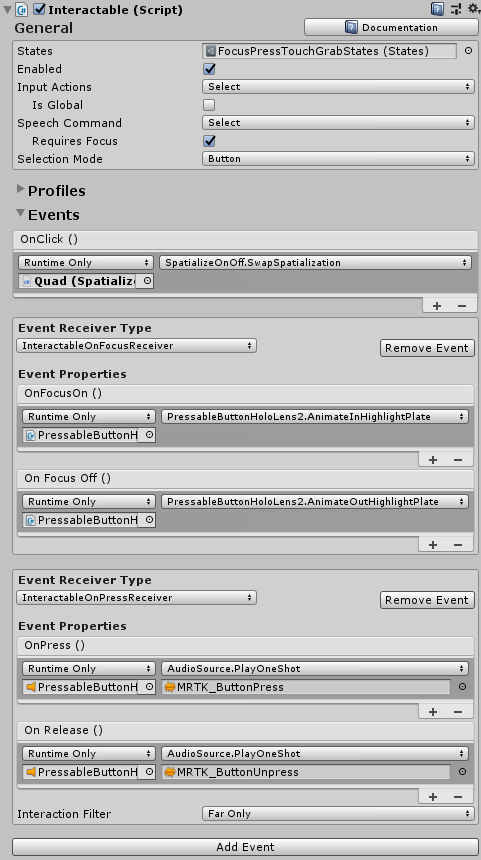 Interactable (Script)
General
Documentation
States FocusPressTouchGrabStates (States)
Enabled
Input Actions Select
Is Global
Speech Command Select
Requires Focus
Selection Mode Button
Profiles
Events
OnClick ()
Runtime Only SpatializeOnOff.SwapSpatialization
Quad (Spatializ
Event Receiver Type
InteractableOnFocusReceiver Remove Event
Event Properties
OnFocusOn ()
Runtime Only PressableButtonHoloLens2.AnimateInHighlightPlate
PressableButtonH
On Focus Off ()
Runtime Only PressableButtonHoloLens2.AnimateOutHighlightPlate
PressableButtonH
Event Receiver Type
InteractableOnPressReceiver Remove Event
Event Properties
OnPress ()
Runtime Only AudioSource.PlayOneShot
PressableButtonH MRTK_ButtonPress
On Release ()
Runtime Only AudioSource.PlayOneShot
PressableButtonH MRTK_ButtonUnpress
Interaction Filter Far Only
Add Event